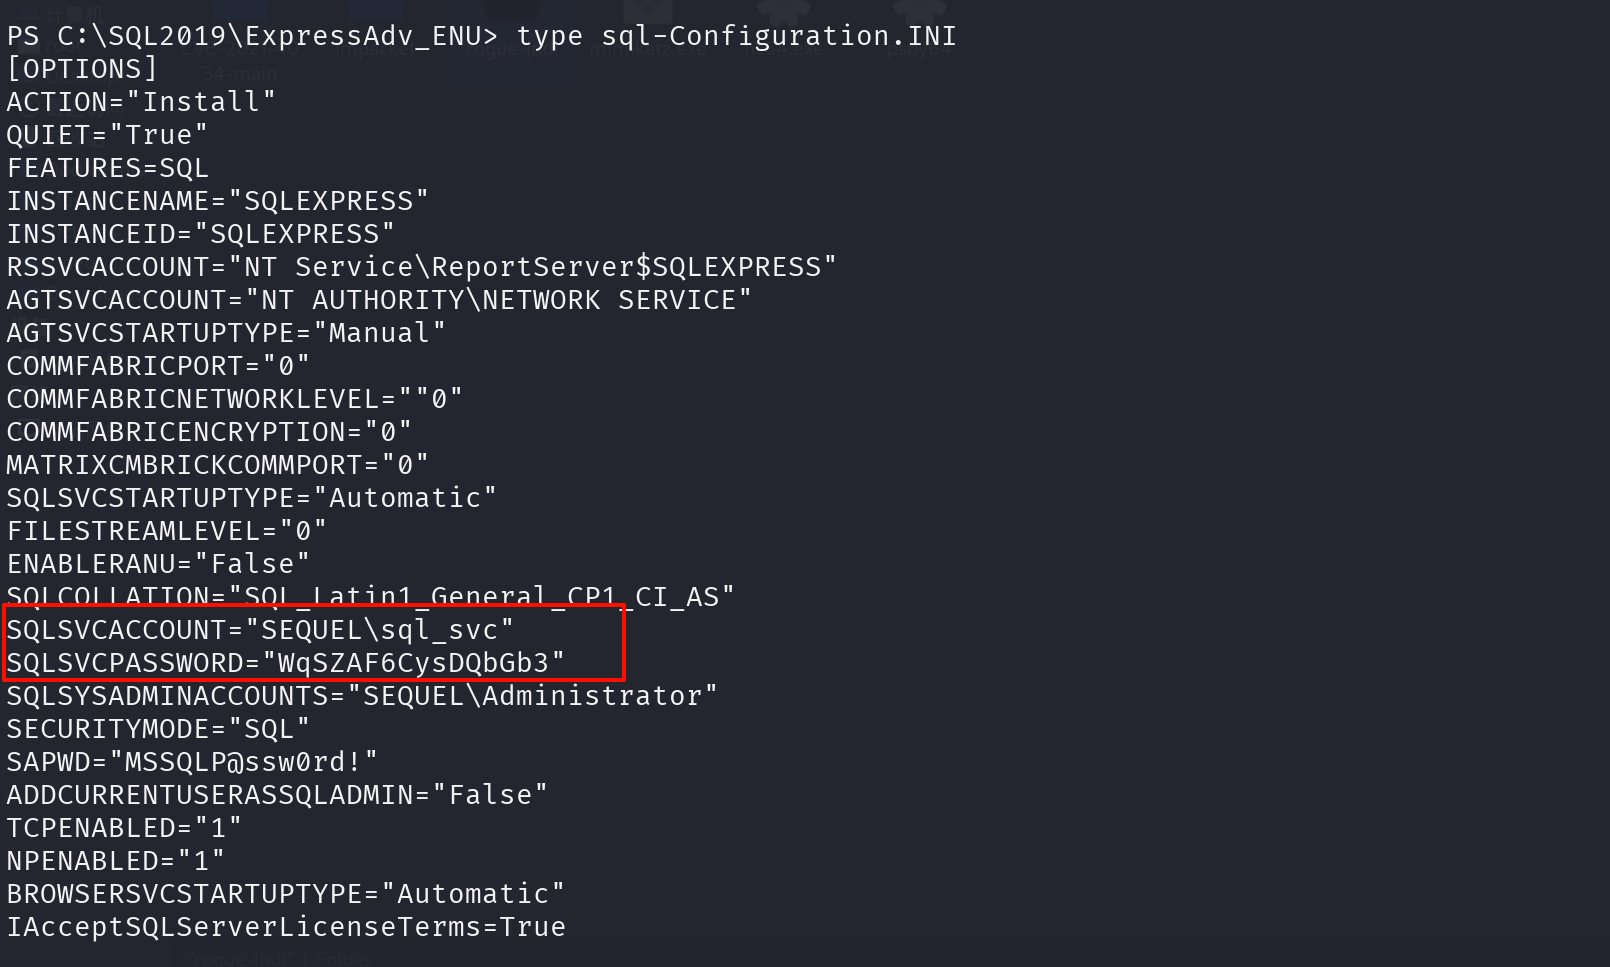 PS C:\SQL2019\ExpressAdv_ENU> type sql-Configuration.INI
[OPTIONS]
ACTION="Install"
QUIET="True"
FEATURES=SQL
INSTANCENAME="SQLEXPRESS"
INSTANCEID="SQLEXPRESS"
RSSVCACCOUNT="NT Service\ReportServer$SQLEXPRESS"
AGTSVCACCOUNT="NT AUTHORITY\NETWORK SERVICE"
AGTSVCSTARTUPTYPE="Manual"
COMMFABRICPORT="0"
COMMFABRICNETWORKLEVEL=""0"
COMMFABRICENCRYPTION="0"
MATRIXCMBRICKCOMMPORT="0"
SQLSVCSTARTUPTYPE="Automatic"
FILESTREAMLEVEL="0"
ENABLERANU="False"
SQLCOLLATION="SQL_Latin1_General_CP1_CI_AS"
SQLSVCACCOUNT="SEQUEL\sql_svc"
SQLSVCPASSWORD="WqSZAF6CysDQbGb3"
SQLSYSADMINACCOUNTS="SEQUEL\Administrator"
SECURITYMODE="SQL"
SAPWD="MSSQLP@ssw0rd!"
ADDCURRENTUSERASSQLADMIN="False"
TCPENABLED="1"
NPENABLED="1"
BROWSERSVCSTARTUPTYPE="Automatic"
IAcceptSQLServerLicenseTerms=True